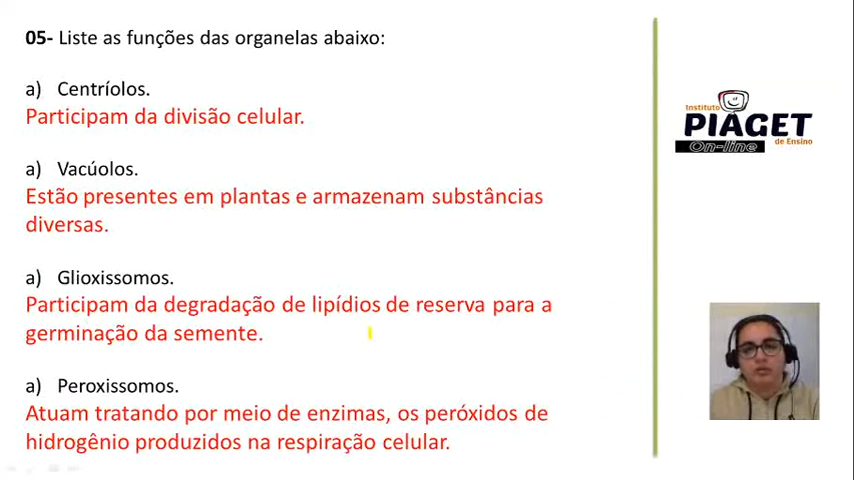 05- Liste as funções das organelas abaixo:
a) Centríolos.
Participam da divisão celular.
a) Vacúolos.
Estão presentes em plantas e armazenam substâncias
diversas.
a) Glioxissomos.
Participam da degradação de lipídios de reserva para a
germinação da semente.
a) Peroxissomos.
Atuam tratando por meio de enzimas, os peróxidos de
hidrogênio produzidos na respiração celular.
Instituto
PIAGET
de Ensino
On-line